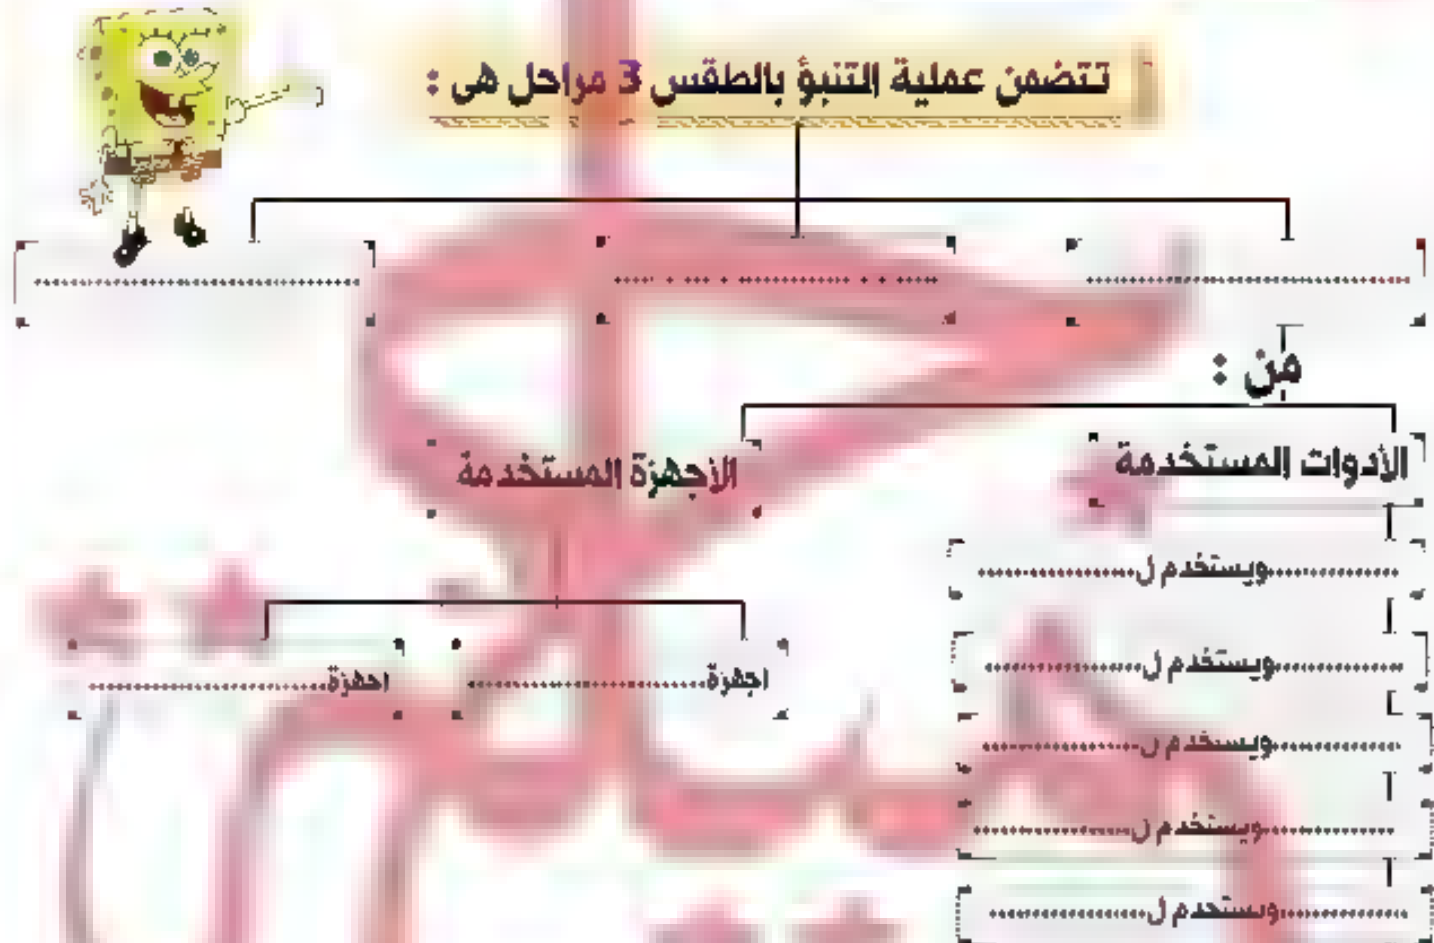 تتضمن عملية التنبؤ بالطقس 3 مراحل هى :
........................................
........................................
........................................
من :
الأدوات المستخدمة
الأجهزة المستخدمة
....................ويستخدم ل....................
....................ويستخدم ل....................
اجهزة..............................
اجهزة..............................
....................ويستخدم ل....................
....................ويستخدم ل....................
....................ويستخدم ل....................